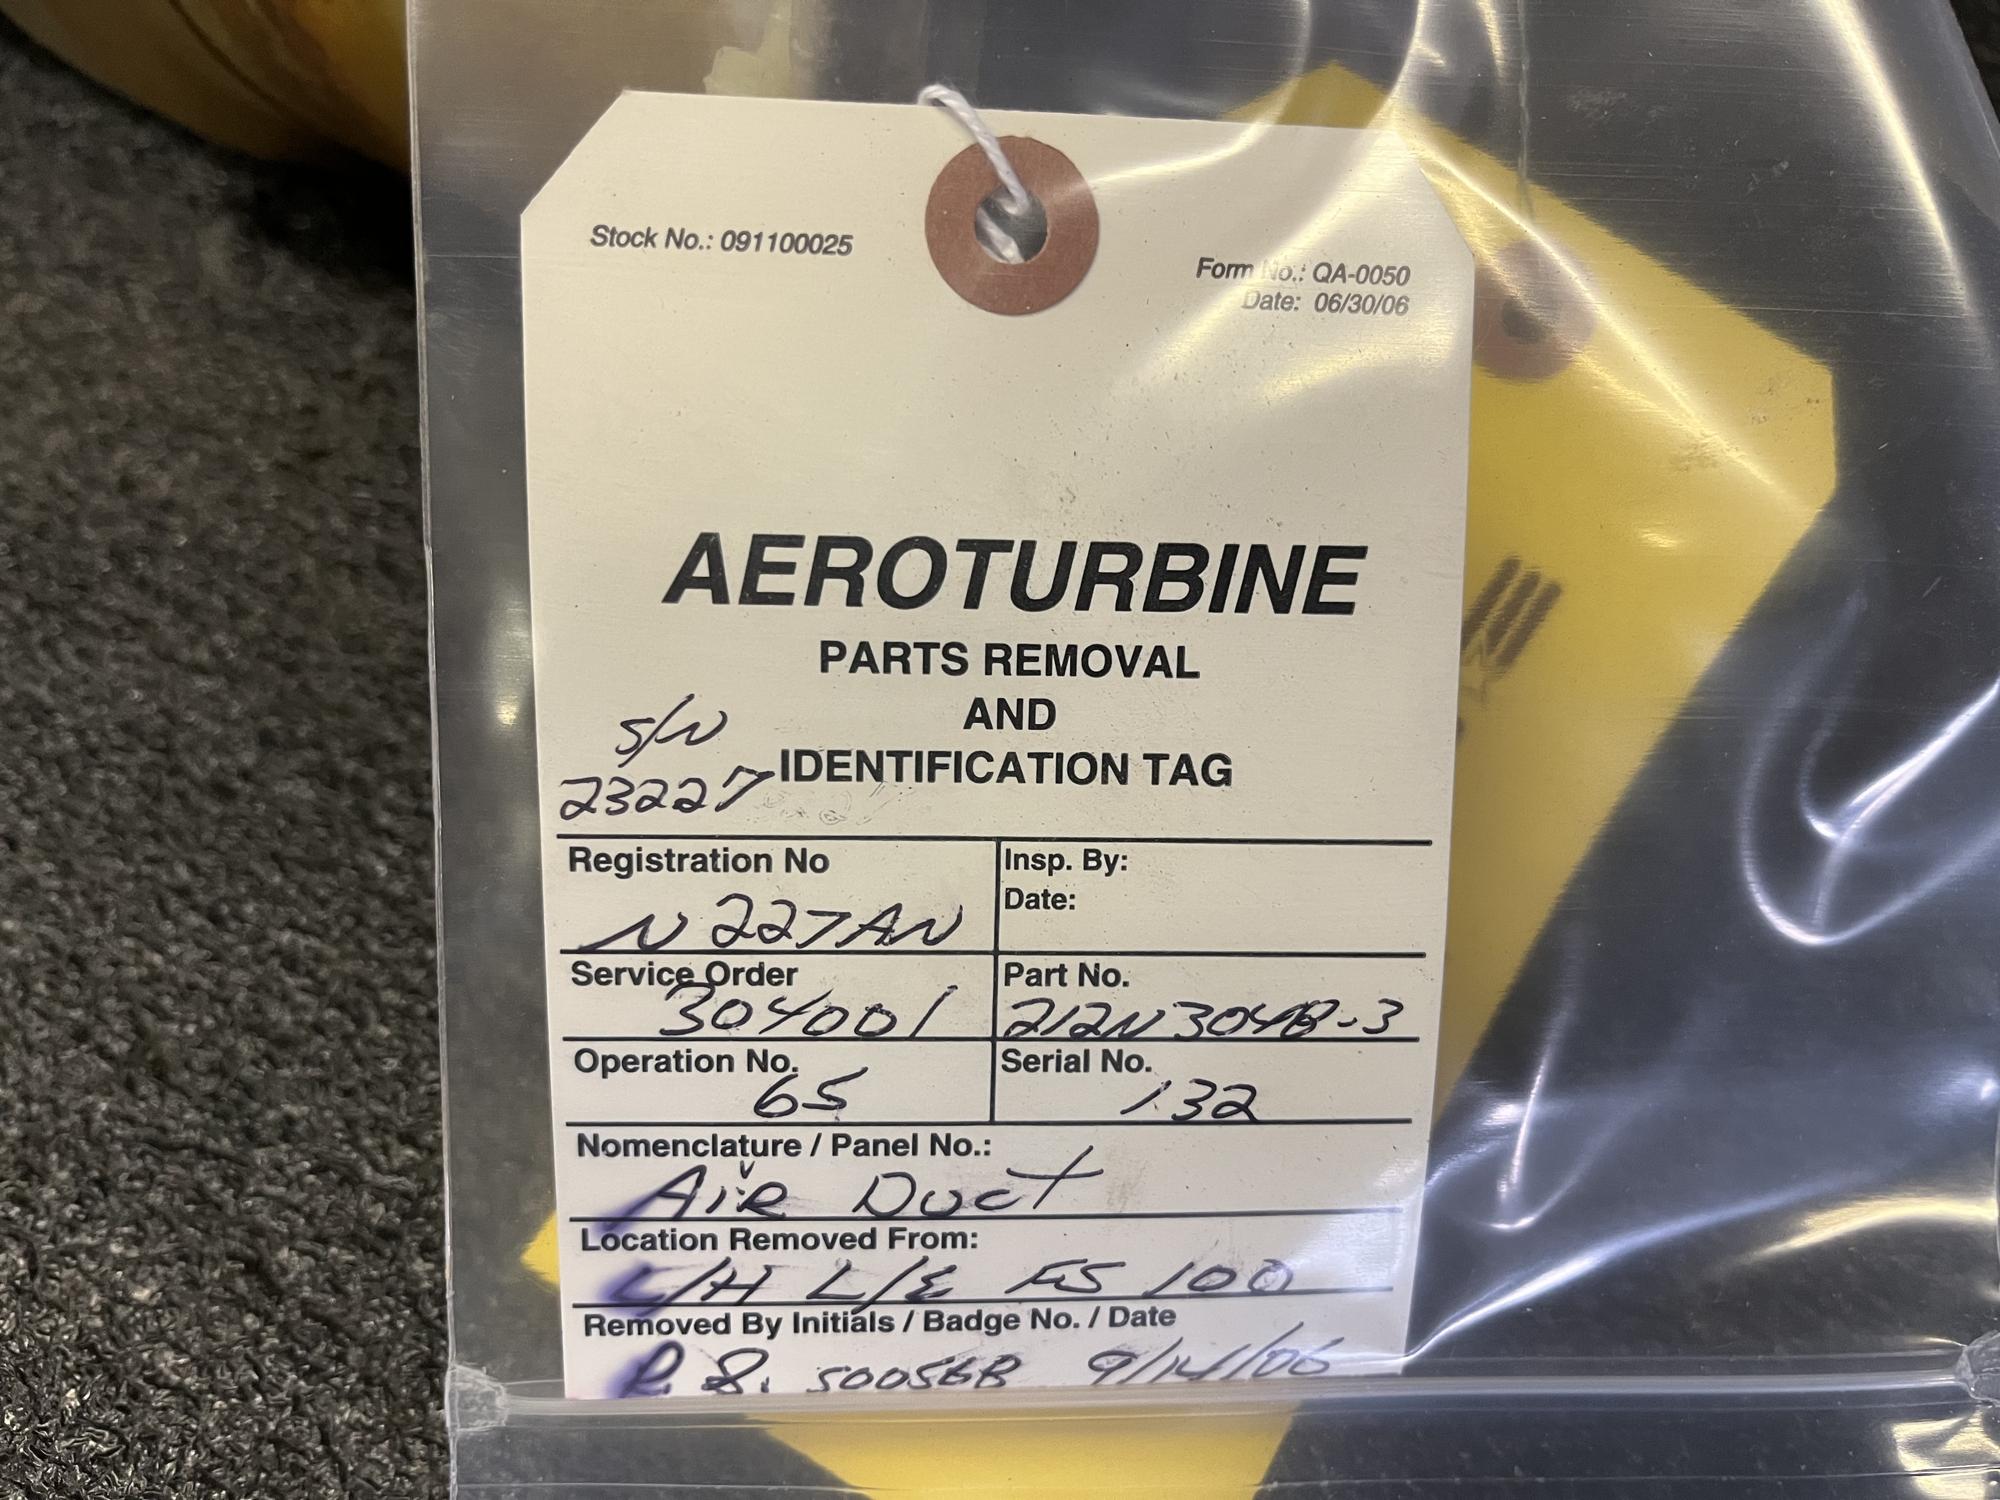 Stock No.: 091100025
Form No.: QA-0050
Date: 06/30/06
AEROTURBINE
PARTS REMOVAL
AND
IDENTIFICATION TAG
S/N
23227
Registration No
N227AN
Insp. By:
Date:
Service Order
304001
Part No.
212N3048-3
Operation No.
65
Serial No.
132
Nomenclature / Panel No.:
AiR Duct
Location Removed From:
L/H L/E FS 100
Removed By Initials / Badge No. / Date
9/14/06